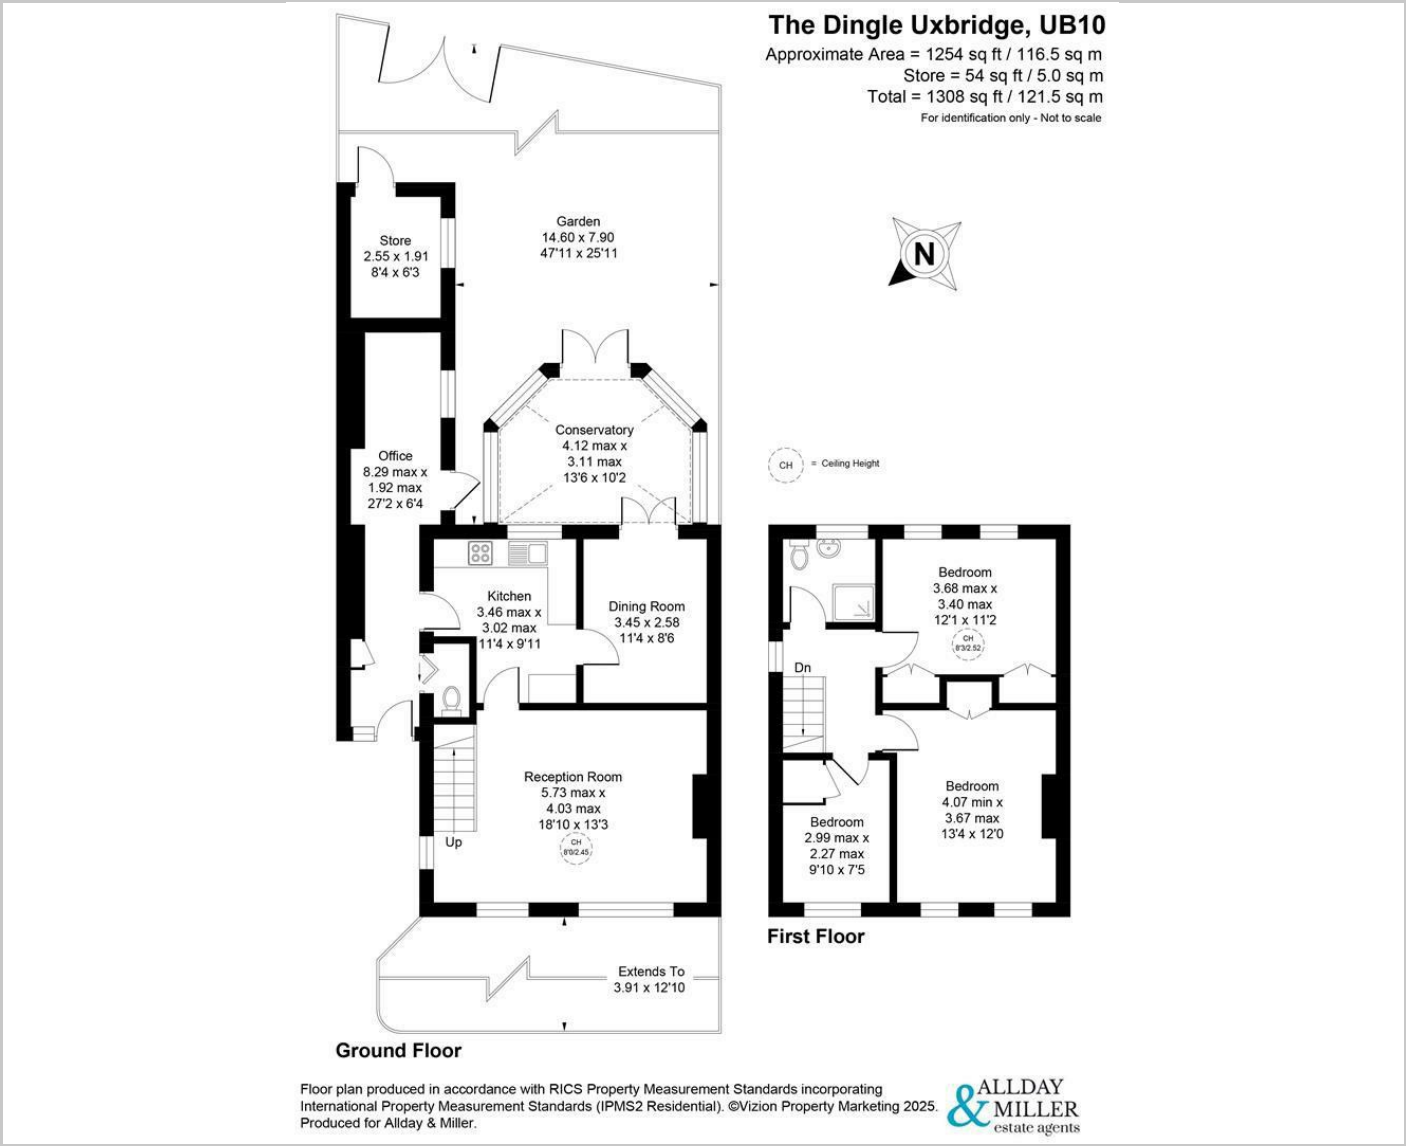 The Dingle Uxbridge, UB10
Approximate Area = 1254 sq ft / 116.5 sq m
Store = 54 sq ft / 5.0 sq m
Total = 1308 sq ft / 121.5 sq m
For identification only - Not to scale
Store
2.55 x 1.91
8'4 x 6'3
Garden
14.60 x 7.90
47'11 x 25'11
N
Office
8.29 max x
1.92 max
27'2 x 6'4
Conservatory
4.12 max x
3.11 max
13'6 x 10'2
CH = Ceiling Height
Kitchen
3.46 max x
3.02 max
11'4 x 9'11
Dining Room
3.45 x 2.58
11'4 x 8'6
Reception Room
5.73 max x
4.03 max
18'10 x 13'3
CH
8'0/2.45
Up
Extends To
3.91 x 12'10
Ground Floor
Bedroom
3.68 max x
3.40 max
12'1 x 11'2
CH
8'3/2.52
Dn
Bedroom
4.07 min x
3.67 max
13'4 x 12'0
Bedroom
2.99 max x
2.27 max
9'10 x 7'5
First Floor
Floor plan produced in accordance with RICS Property Measurement Standards incorporating
International Property Measurement Standards (IPMS2 Residential). ©Vizion Property Marketing 2025.
Produced for Allday & Miller.
ALLDAY
& MILLER
estate agents